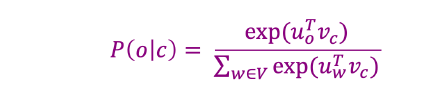 P(o|c) = exp(u_o^T v_c) / ∑_{w∈V} exp(u_w^T v_c)